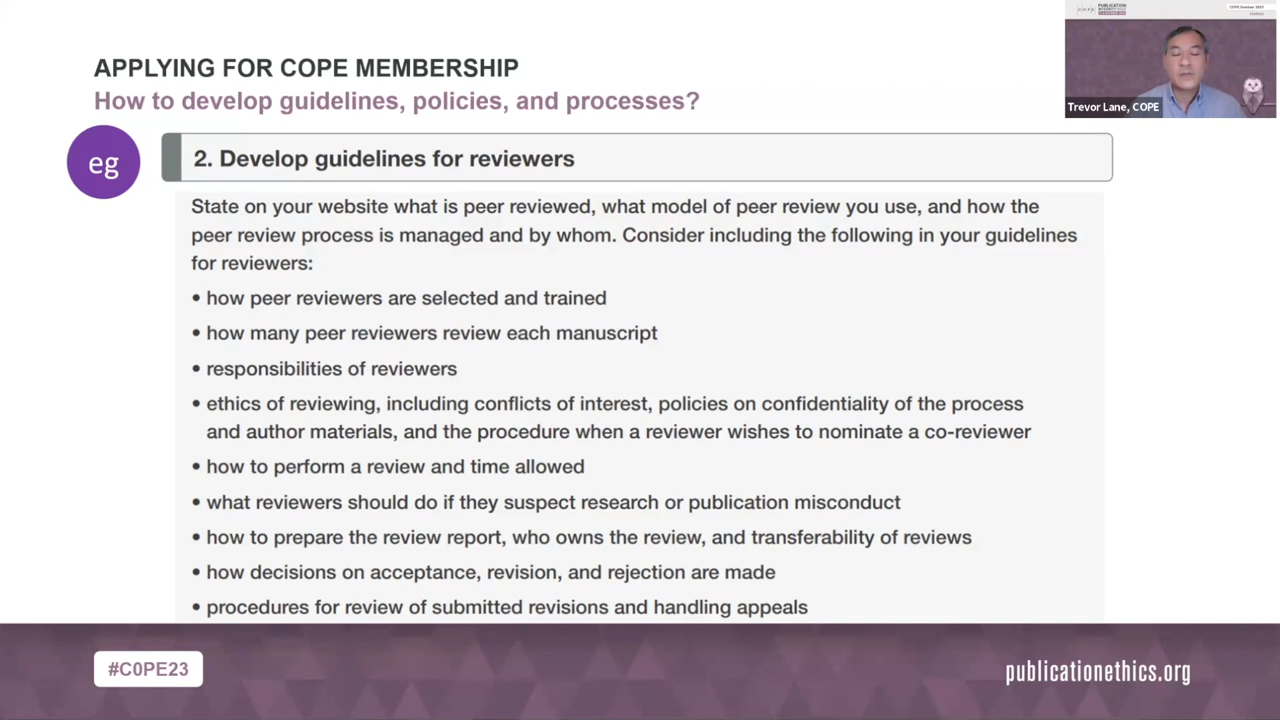 APPLYING FOR COPE MEMBERSHIP
How to develop guidelines, policies, and processes?
eg
2. Develop guidelines for reviewers
State on your website what is peer reviewed, what model of peer review you use, and how the
peer review process is managed and by whom. Consider including the following in your guidelines
for reviewers:
• how peer reviewers are selected and trained
• how many peer reviewers review each manuscript
• responsibilities of reviewers
• ethics of reviewing, including conflicts of interest, policies on confidentiality of the process
and author materials, and the procedure when a reviewer wishes to nominate a co-reviewer
• how to perform a review and time allowed
• what reviewers should do if they suspect research or publication misconduct
• how to prepare the review report, who owns the review, and transferability of reviews
• how decisions on acceptance, revision, and rejection are made
• procedures for review of submitted revisions and handling appeals
#C0PE23
publicationethics.org
C O P E
PUBLICATION
Trevor Lane, COPE